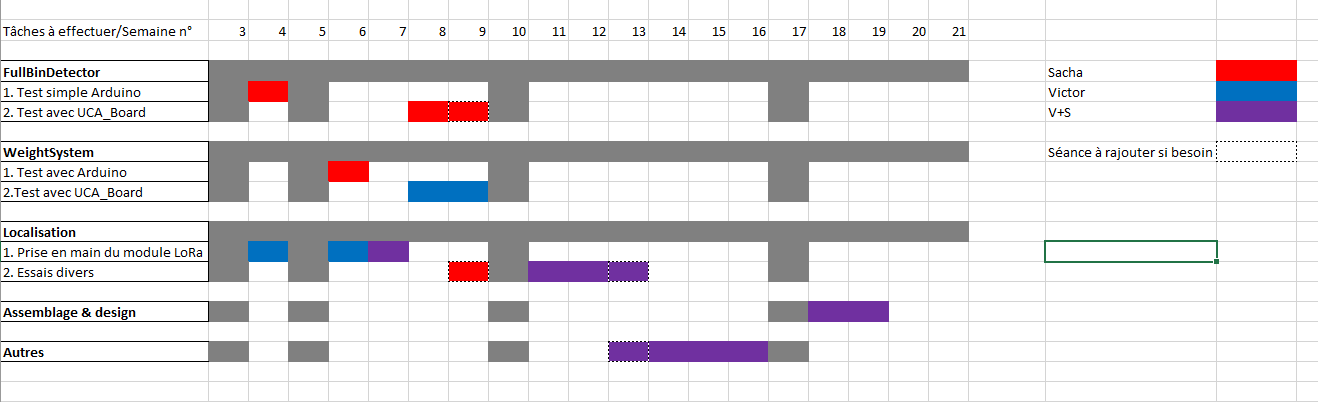 Tâches à effectuer/Semaine n° 3 4 5 6 7 8 9 10 11 12 13 14 15 16 17 18 19 20 21
FullBinDetector
Sacha
1. Test simple Arduino
Victor
2. Test avec UCA_Board
V+S
WeightSystem
Séance à rajouter si besoin
1. Test avec Arduino
2.Test avec UCA_Board
Localisation
1. Prise en main du module LoRa
2. Essais divers
Assemblage & design
Autres